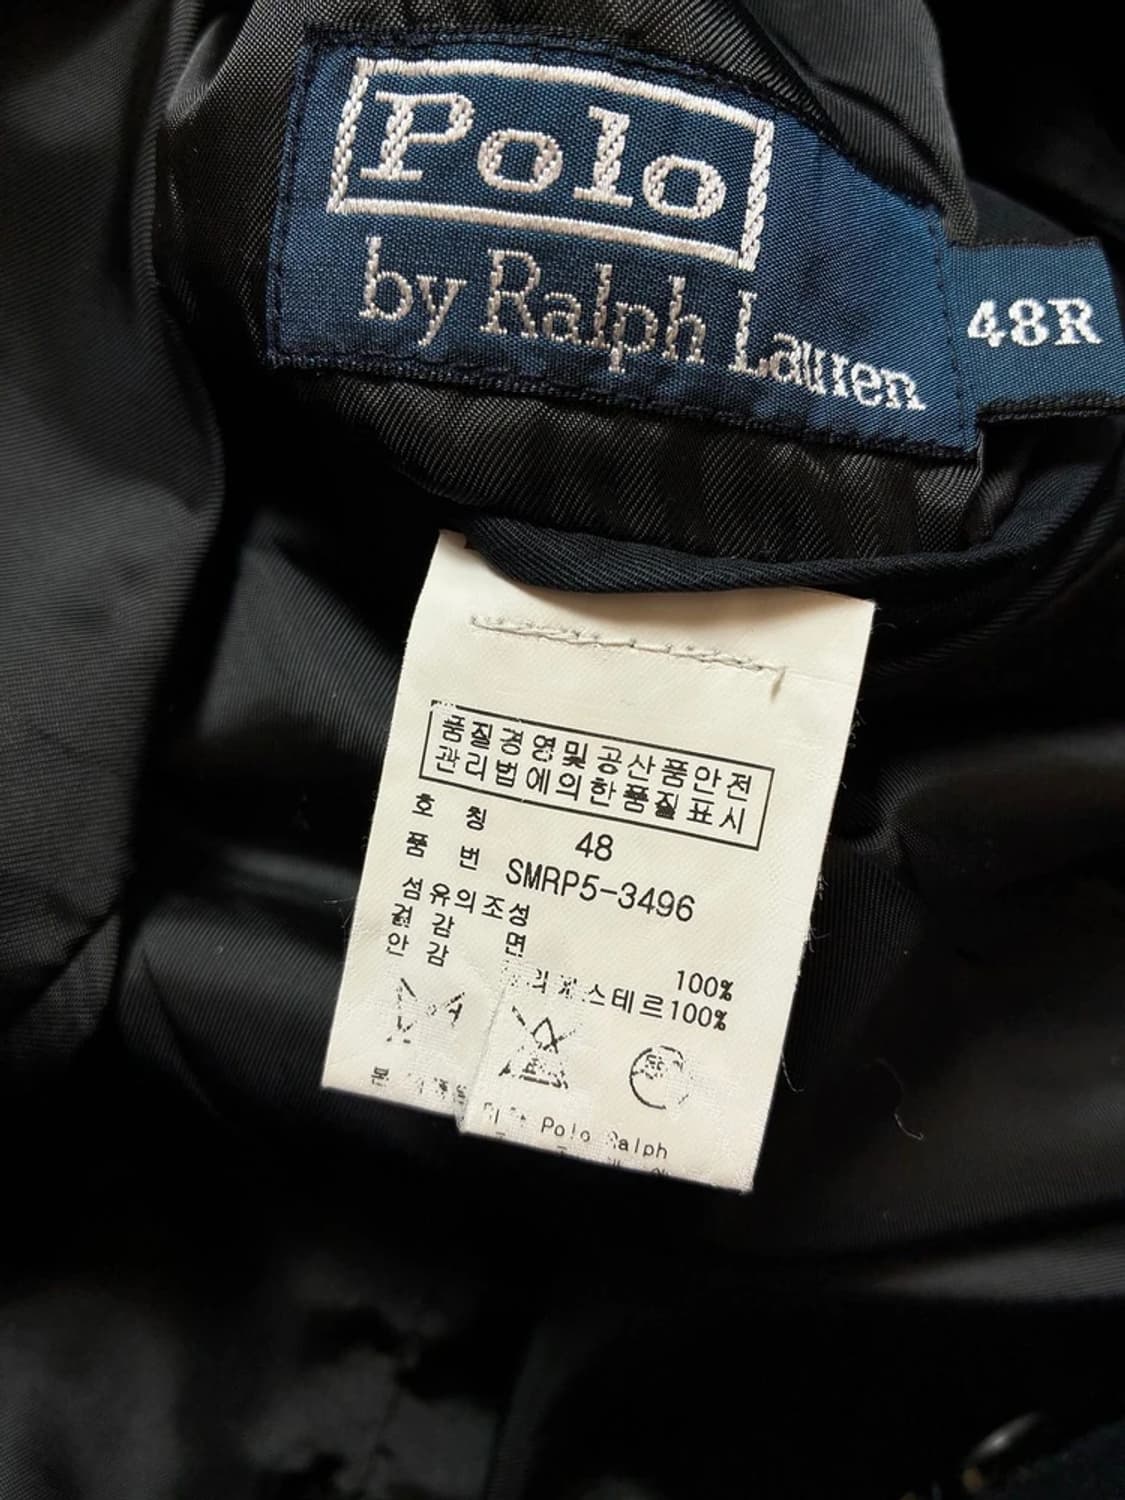 Polo
by Ralph Lauren
48R
품질경영및공산품안전
관리법에의한품질표시
호 칭 48
품 번 SMRP5-3496
섬유의조성
겉 감 면 100%
안 감 스테르100%
Polo Ralph